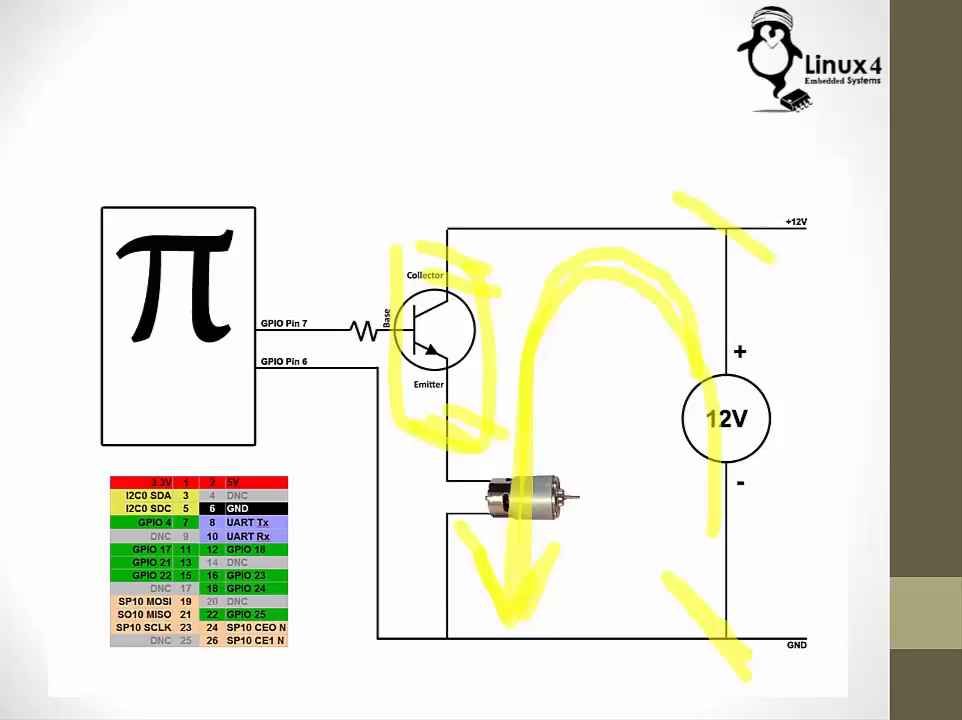 Linux4
Embedded Systems
+12V
Collector
Base
GPIO Pin 7
GPIO Pin 6
Emitter
+
12V
-
π
3.3V 1 2 5V
I2C0 SDA 3 4 DNC
I2C0 SDC 5 6 GND
GPIO 4 7 8 UART Tx
DNC 9 10 UART Rx
GPIO 17 11 12 GPIO 18
GPIO 21 13 14 DNC
GPIO 22 15 16 GPIO 23
DNC 17 18 GPIO 24
SP10 MOSI 19 20 DNC
SO10 MISO 21 22 GPIO 25
SP10 SCLK 23 24 SP10 CEO N
DNC 25 26 SP10 CE1 N
GND